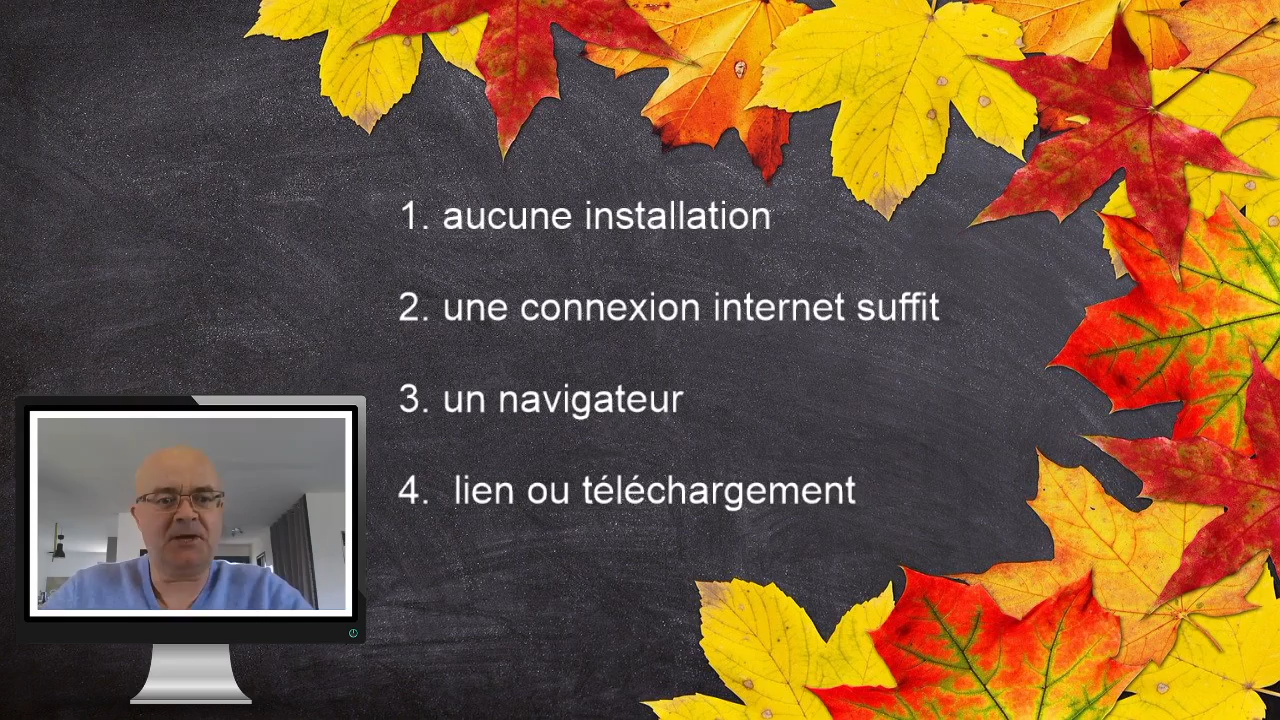 1. aucune installation
2. une connexion internet suffit
3. un navigateur
4. lien ou téléchargement